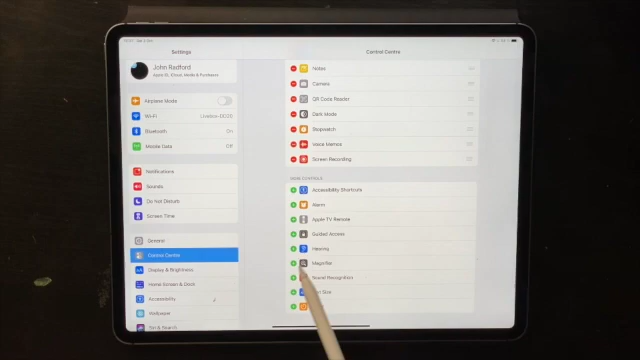 Settings
Control Centre
John Radford
Apple ID, iCloud, Media & Purchases
Airplane Mode
Wi-Fi
Bluetooth
On
Mobile Data
Off
Notifications
Sounds
Do Not Disturb
Screen Time
General
Control Centre
Display & Brightness
Home Screen & Dock
Accessibility
Wallpaper
Siri & Search
Notes
Camera
QR Code Reader
Dark Mode
Stopwatch
Voice Memos
Screen Recording
MORE CONTROLS
Accessibility Shortcuts
Alarm
Apple TV Remote
Guided Access
Hearing
Magnifier
Sound Recognition
Size